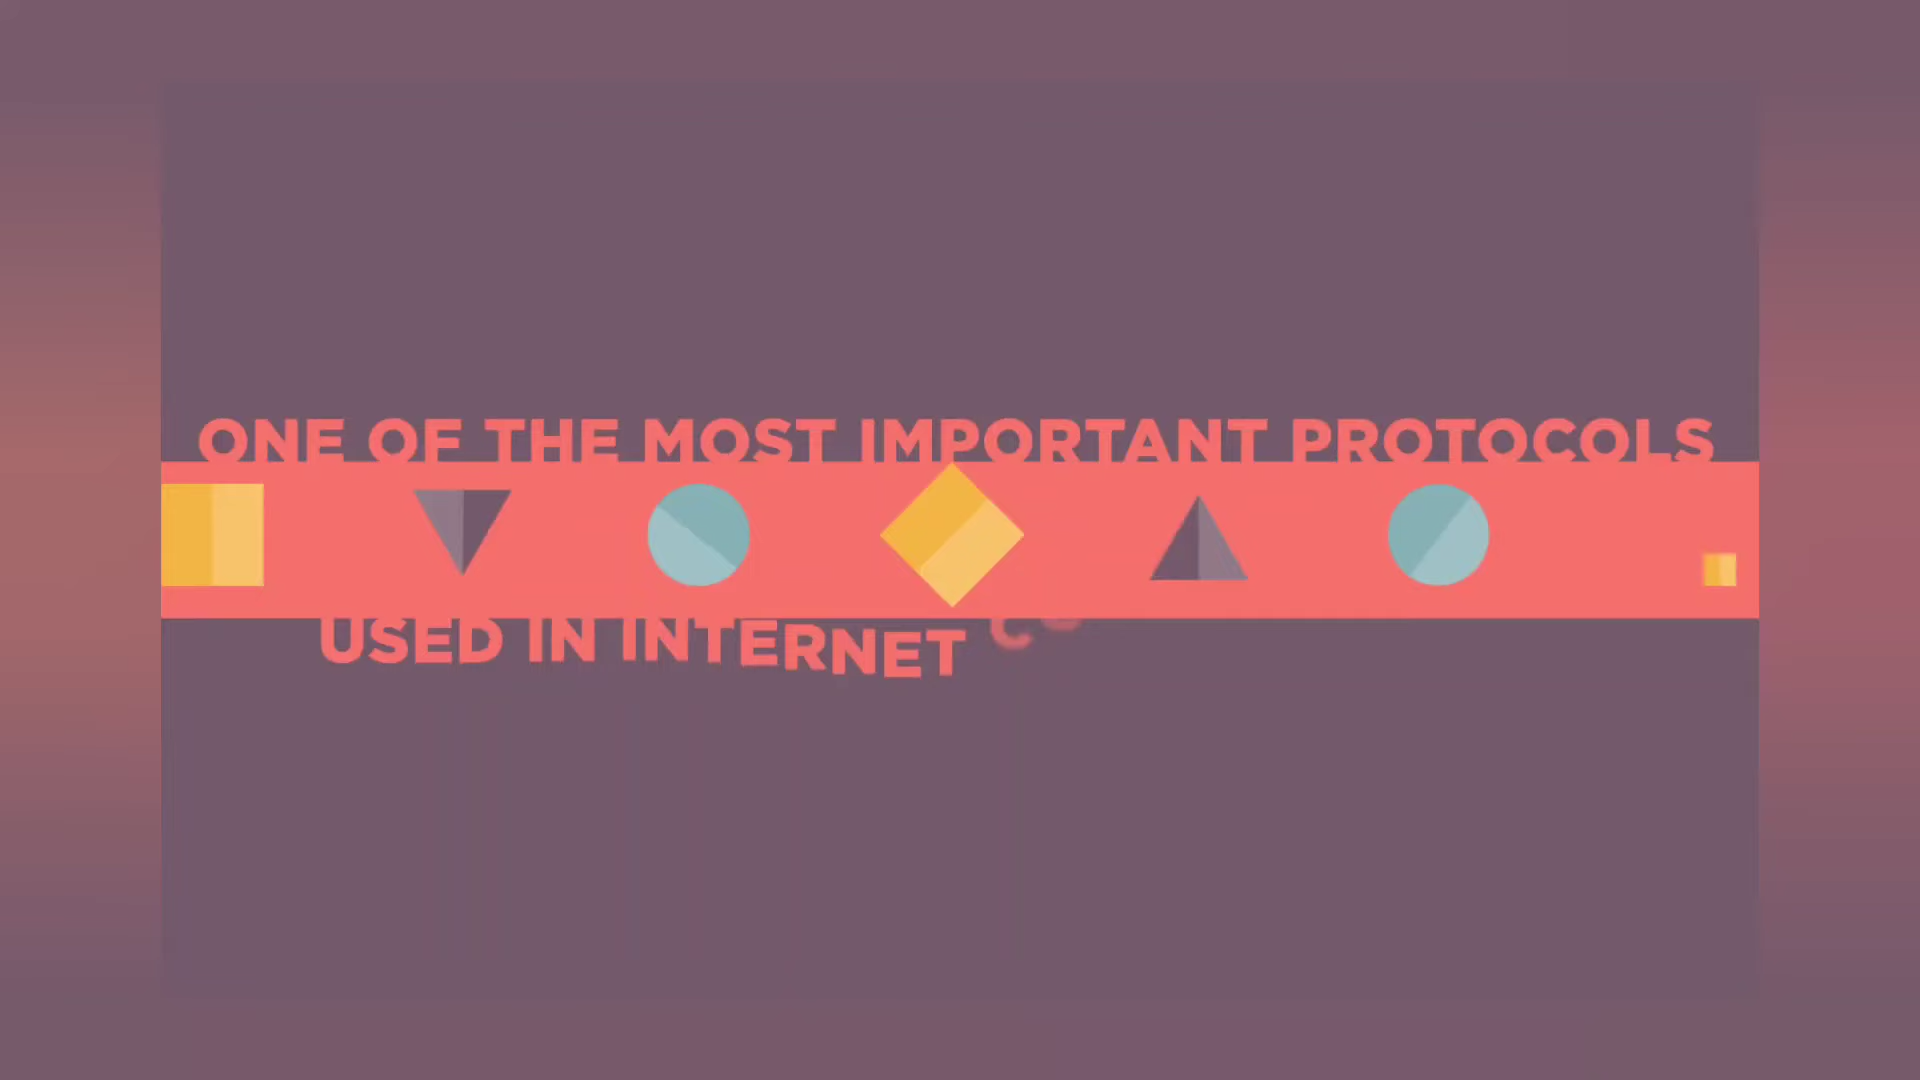 ONE OF THE MOST IMPORTANT PROTOCOLS
USED IN INTERNET